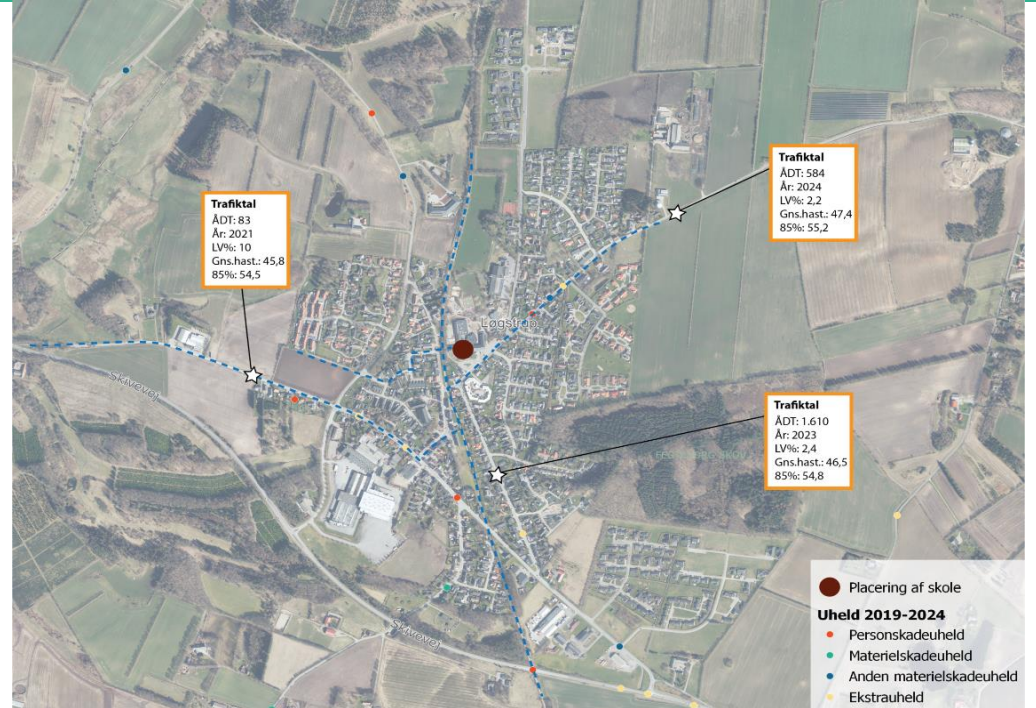 Trafiktal
ÅDT: 584
År: 2024
LV%: 2,2
Gns.hast.: 47,4
85%: 55,2
Trafiktal
ÅDT: 83
År: 2021
LV%: 10
Gns.hast.: 45,8
85%: 54,5
Løgstrup
Skivevej
Trafiktal
ÅDT: 1.610
År: 2023
LV%: 2,4
Gns.hast.: 46,5
85%: 54,8
Skivevej
Placering af skole
Uheld 2019-2024
Personskadeuheld
Materielskadeuheld
Anden materielskadeuheld
Ekstrauheld